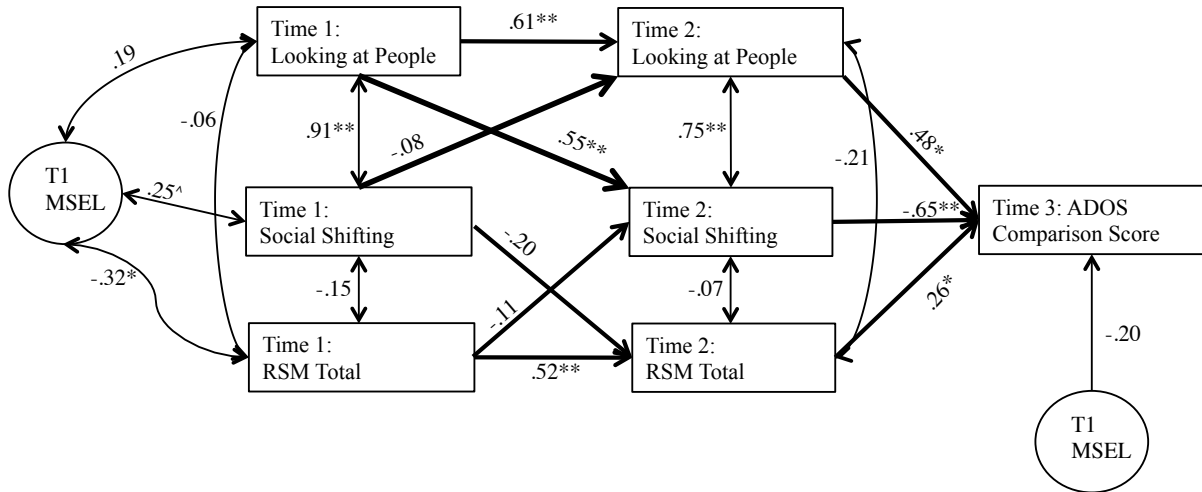 Time 1:
Looking at People
.61**
Time 2:
Looking at People
.19
-.06
.91**
-.08
.55**
.75**
-.21
.48*
T1
MSEL
.25^
Time 1:
Social Shifting
-.20
Time 2:
Social Shifting
-.65**
Time 3: ADOS
Comparison Score
-.32*
-.15
-.11
-.07
.26*
Time 1:
RSM Total
.52**
Time 2:
RSM Total
-.20
T1
MSEL